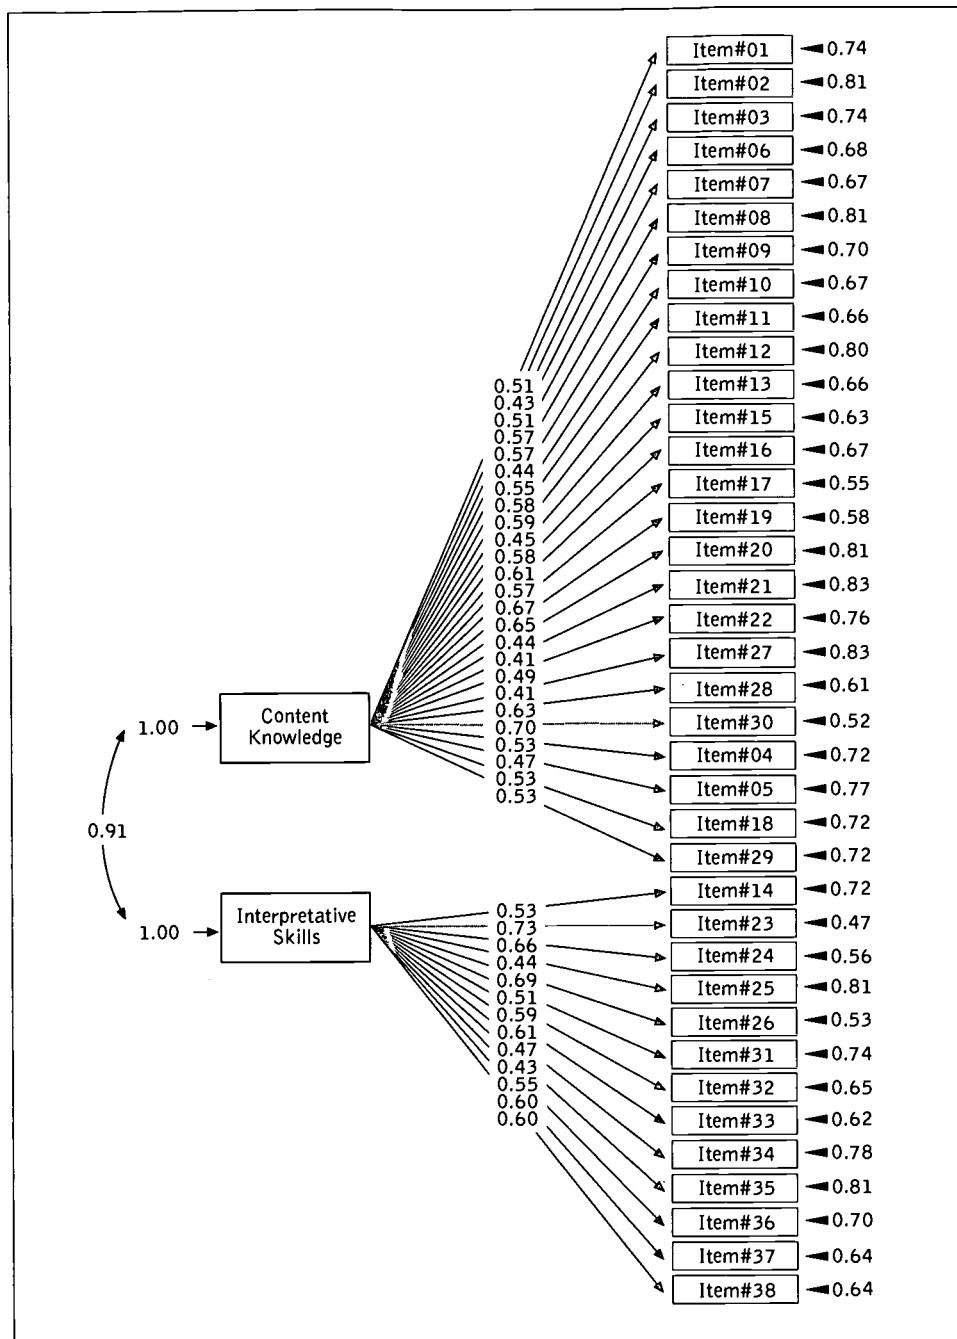 Item#01 0.74
Item#02 0.81
Item#03 0.74
Item#06 0.68
Item#07 0.67
Item#08 0.81
Item#09 0.70
Item#10 0.67
Item#11 0.66
Item#12 0.80
Item#13 0.66
Item#15 0.63
Item#16 0.67
Item#17 0.55
Item#19 0.58
Item#20 0.81
Item#21 0.83
Item#22 0.76
Item#27 0.83
Item#28 0.61
Item#30 0.52
Item#04 0.72
Item#05 0.77
Item#18 0.72
Item#29 0.72
Item#14 0.72
Item#23 0.47
Item#24 0.56
Item#25 0.81
Item#26 0.53
Item#31 0.74
Item#32 0.65
Item#33 0.62
Item#34 0.78
Item#35 0.81
Item#36 0.70
Item#37 0.64
Item#38 0.64
0.51
0.43
0.51
0.57
0.57
0.44
0.55
0.58
0.59
0.45
0.58
0.61
0.57
0.67
0.65
0.44
0.41
0.49
0.41
0.63
0.70
0.53
0.47
0.53
0.53
1.00
Content
Knowledge
0.91
1.00
Interpretative
Skills
0.53
0.73
0.66
0.44
0.69
0.51
0.59
0.61
0.47
0.43
0.55
0.60
0.60